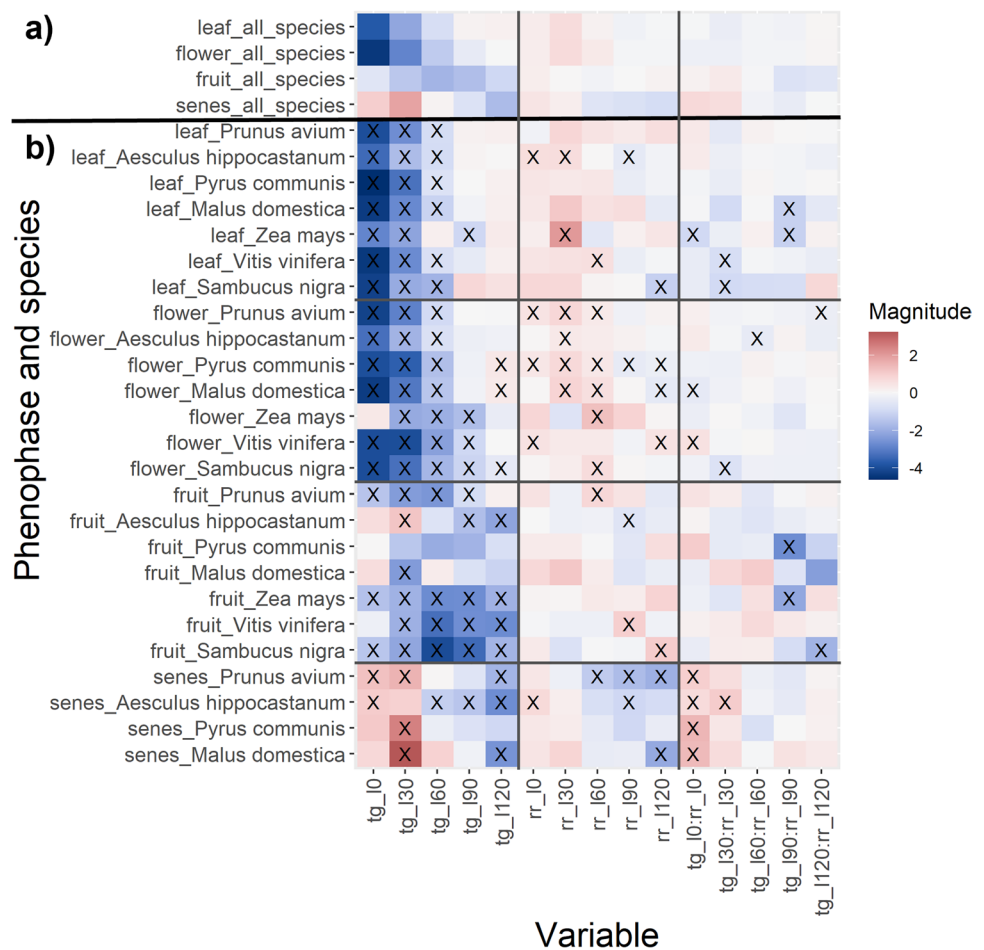 a)
leaf_all_species
flower_all_species
fruit_all_species
senes_all_species
b)
leaf_Prunus avium X X X
leaf_Aesculus hippocastanum X X X X X X
leaf_Pyrus communis X X X
leaf_Malus domestica X X X X
leaf_Zea mays X X X X X X
leaf_Vitis vinifera X X X X X
leaf_Sambucus nigra X X X X X
flower_Prunus avium X X X X X X X
flower_Aesculus hippocastanum X X X X X
flower_Pyrus communis X X X X X X X X X
flower_Malus domestica X X X X X X X X
flower_Zea mays X X X X
flower_Vitis vinifera X X X X X X X
flower_Sambucus nigra X X X X X X X
fruit_Prunus avium X X X X X
fruit_Aesculus hippocastanum X X X X
fruit_Pyrus communis X
fruit_Malus domestica X
fruit_Zea mays X X X X X X
fruit_Vitis vinifera X X X X X
fruit_Sambucus nigra X X X X X X X
senes_Prunus avium X X X X X X X
senes_Aesculus hippocastanum X X X X X X X X
senes_Pyrus communis X X
senes_Malus domestica X X X X
Phenophase and species
tg_l0
tg_l30
tg_l60
tg_l90
tg_l120
rr_l0
rr_l30
rr_l60
rr_l90
rr_l120
tg_l0:rr_l0
tg_l30:rr_l30
tg_l60:rr_l60
tg_l90:rr_l90
tg_l120:rr_l120
Variable
Magnitude
2
0
-2
-4